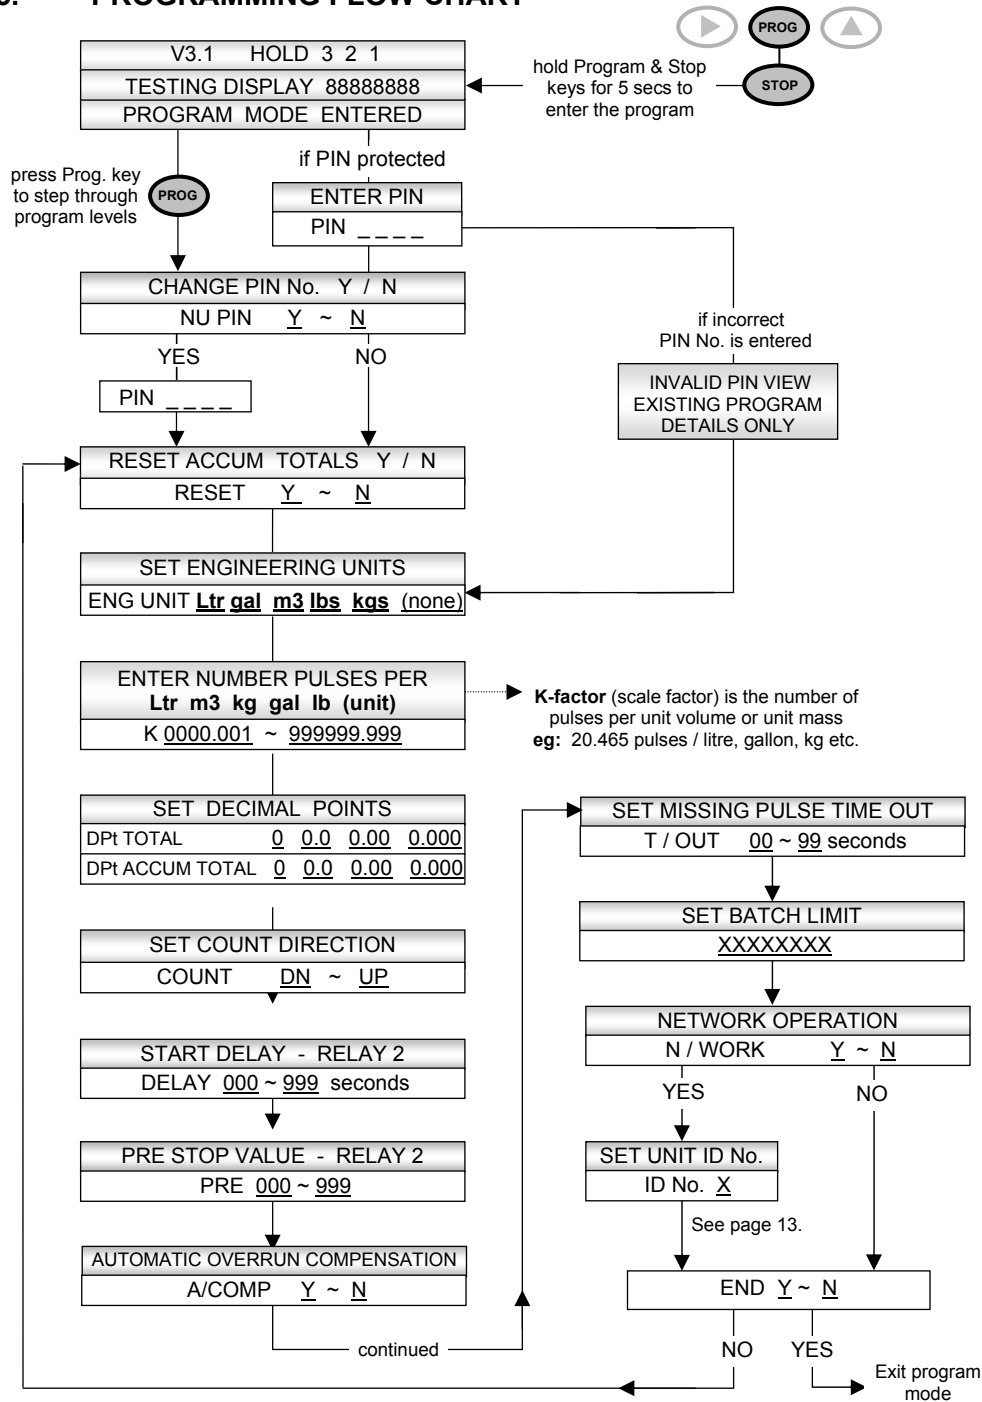 PROGRAMMING FLOW CHART
PROG
STOP
hold Program & Stop
keys for 5 secs to
enter the program
V3.1 HOLD 3 2 1
TESTING DISPLAY 88888888
PROGRAM MODE ENTERED
press Prog. key
to step through
program levels
PROG
if PIN protected
ENTER PIN
PIN _ _ _ _
CHANGE PIN No. Y / N
NU PIN Y ~ N
YES
NO
PIN _ _ _ _
if incorrect
PIN No. is entered
INVALID PIN VIEW
EXISTING PROGRAM
DETAILS ONLY
RESET ACCUM TOTALS Y / N
RESET Y ~ N
SET ENGINEERING UNITS
ENG UNIT Ltr gal m3 lbs kgs (none)
ENTER NUMBER PULSES PER
Ltr m3 kg gal lb (unit)
K 0000.001 ~ 999999.999
K-factor (scale factor) is the number of
pulses per unit volume or unit mass
eg: 20.465 pulses / litre, gallon, kg etc.
SET DECIMAL POINTS
DPt TOTAL 0 0.0 0.00 0.000
DPt ACCUM TOTAL 0 0.0 0.00 0.000
SET COUNT DIRECTION
COUNT DN ~ UP
START DELAY - RELAY 2
DELAY 000 ~ 999 seconds
PRE STOP VALUE - RELAY 2
PRE 000 ~ 999
AUTOMATIC OVERRUN COMPENSATION
A/COMP Y ~ N
continued
SET MISSING PULSE TIME OUT
T / OUT 00 ~ 99 seconds
SET BATCH LIMIT
XXXXXXXX
NETWORK OPERATION
N / WORK Y ~ N
YES
NO
SET UNIT ID No.
ID No. X
See page 13.
END Y ~ N
NO
YES
Exit program
mode